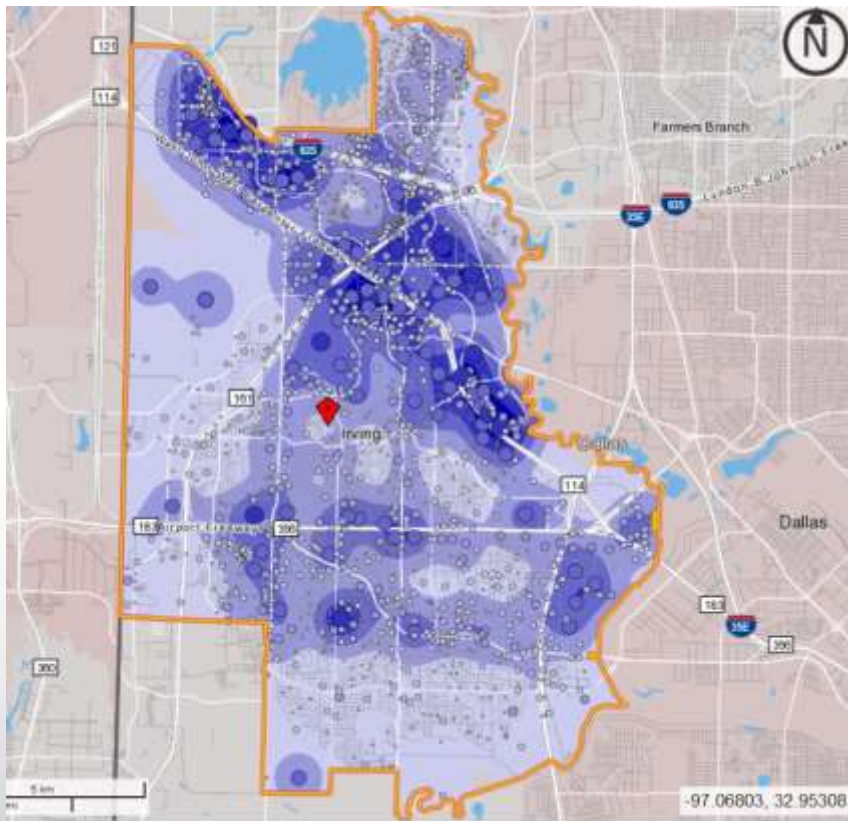 N
121
114
Farmers Branch
635
635
35E
161
Irving
114
183
Airport Freeway
356
Dallas
183
35E
356
360
5 km
-97.06803, 32.95308